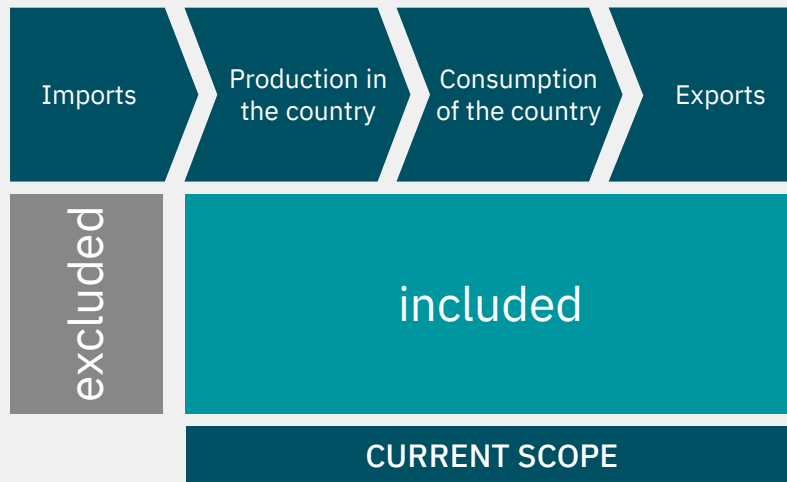 Imports
Production in
the country
Consumption
of the country
Exports
excluded
included
CURRENT SCOPE